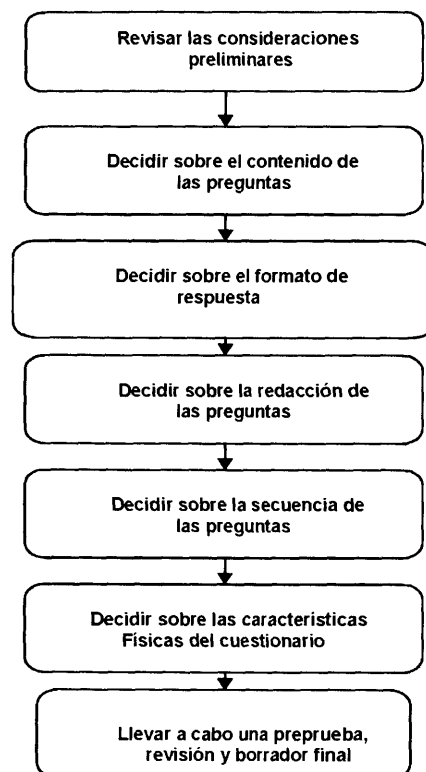 Revisar las consideraciones
preliminares
Decidir sobre el contenido de
las preguntas
Decidir sobre el formato de
respuesta
Decidir sobre la redacción de
las preguntas
Decidir sobre la secuencia de
las preguntas
Decidir sobre las características
Físicas del cuestionario
Llevar a cabo una preprueba,
revisión y borrador final